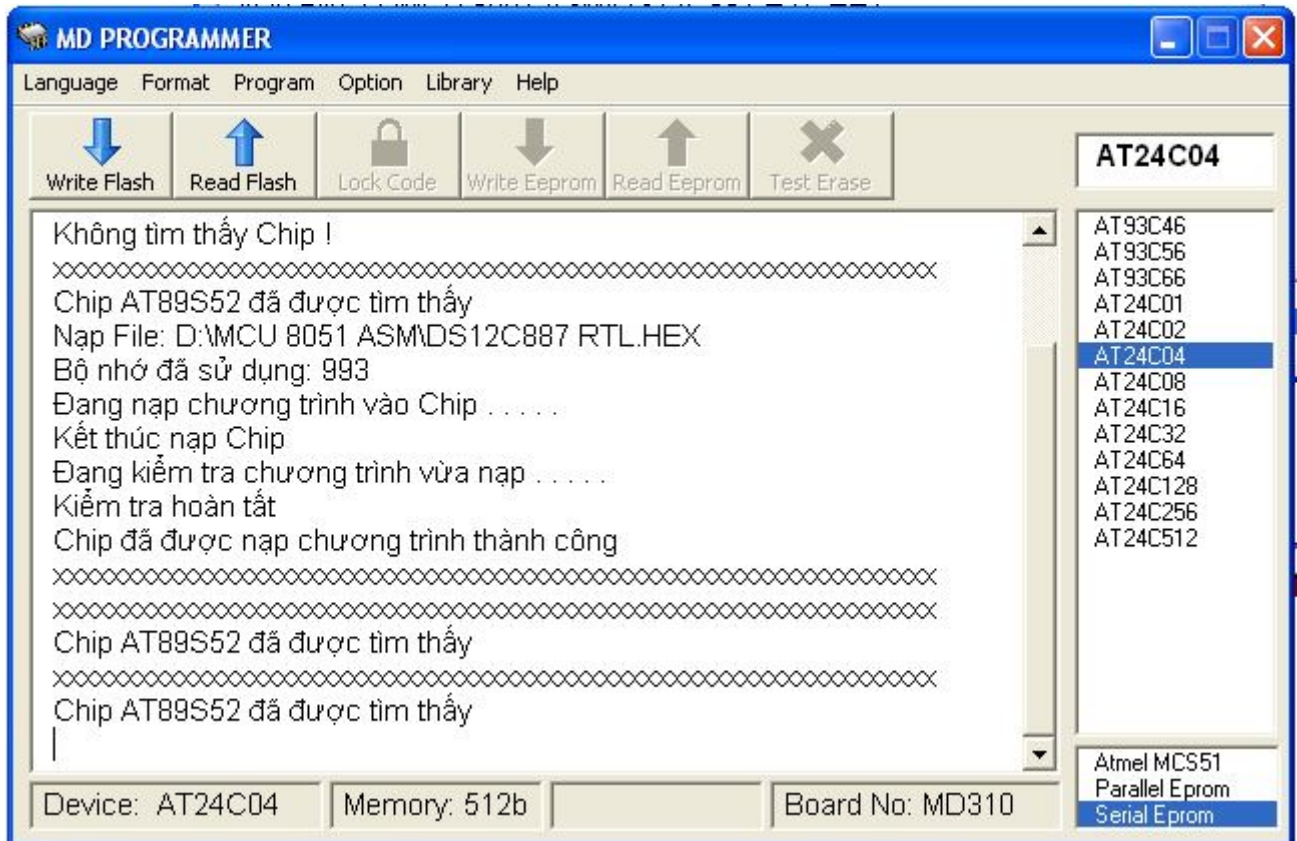 MD PROGRAMMER
Language Format Program Option Library Help
Write Flash Read Flash Lock Code Write Eeprom Read Eeprom Test Erase
AT24C04
Không tìm thấy Chip !
xxxxxxxxxxxxxxxxxxxxxxxxxxxxxxxxxxxxxxxxxxxxxxxxxxxxxxxxxxxxxxxx
Chip AT89S52 đã được tìm thấy
Nạp File: D:\MCU 8051 ASM\DS12C887 RTL.HEX
Bộ nhớ đã sử dụng: 993
Đang nạp chương trình vào Chip . . . . .
Kết thúc nạp Chip
Đang kiểm tra chương trình vừa nạp . . . . .
Kiểm tra hoàn tất
Chip đã được nạp chương trình thành công
xxxxxxxxxxxxxxxxxxxxxxxxxxxxxxxxxxxxxxxxxxxxxxxxxxxxxxxxxxxxxxxx
xxxxxxxxxxxxxxxxxxxxxxxxxxxxxxxxxxxxxxxxxxxxxxxxxxxxxxxxxxxxxxxx
Chip AT89S52 đã được tìm thấy
xxxxxxxxxxxxxxxxxxxxxxxxxxxxxxxxxxxxxxxxxxxxxxxxxxxxxxxxxxxxxxxx
Chip AT89S52 đã được tìm thấy
AT93C46
AT93C56
AT93C66
AT24C01
AT24C02
AT24C04
AT24C08
AT24C16
AT24C32
AT24C64
AT24C128
AT24C256
AT24C512
Atmel MCS51
Parallel Eprom
Serial Eprom
Device: AT24C04 Memory: 512b Board No: MD310